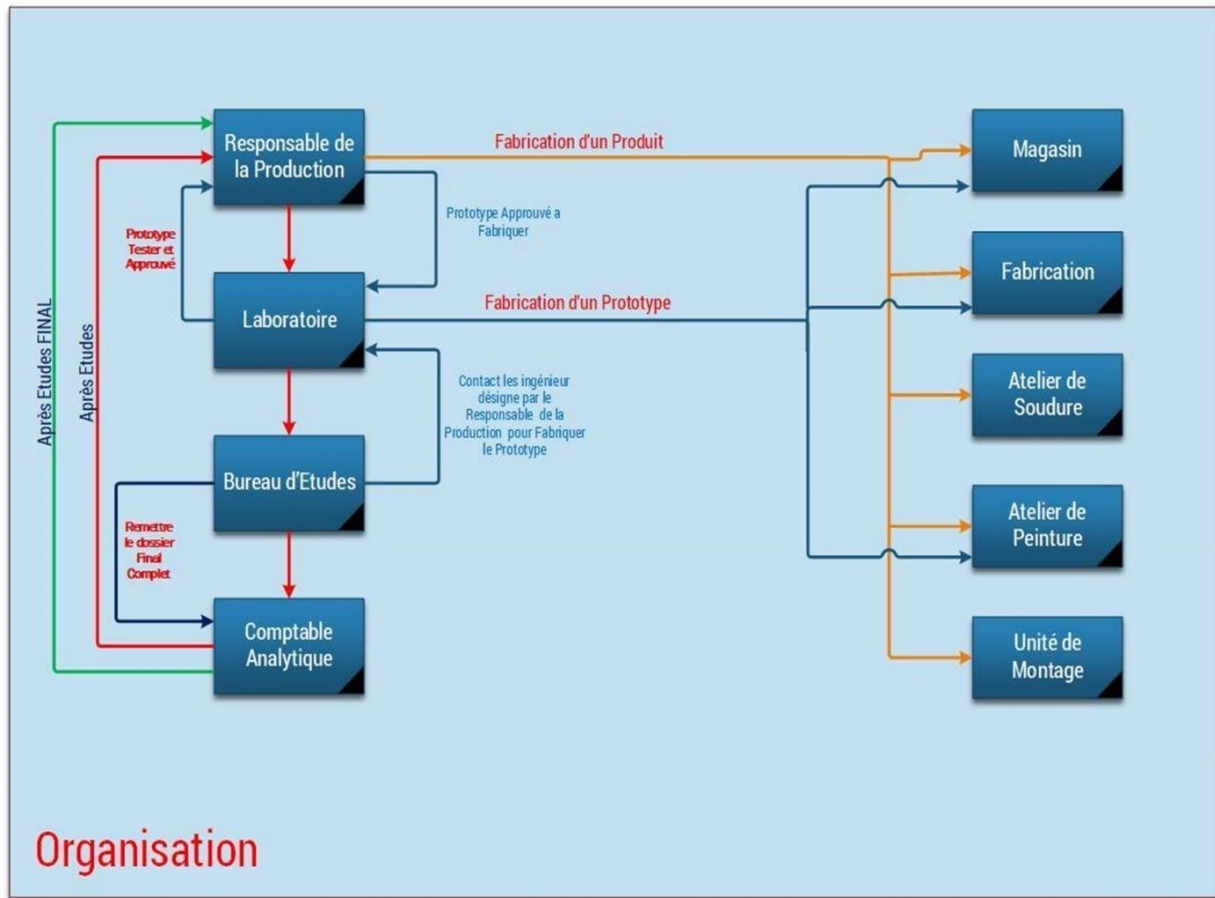 Responsable de
la Production
Fabrication d'un Produit
Magasin
Prototype Approuvé a
Fabriquer
Prototype
Tester et
Approuvé
Fabrication
Laboratoire
Fabrication d'un Prototype
Après Etudes FINAL
Après Etudes
Contact les ingénieur
désigne par le
Responsable de la
Production pour Fabriquer
le Prototype
Atelier de
Soudure
Bureau d'Etudes
Atelier de
Peinture
Remettre
le dossier
Final
Complet
Comptable
Analytique
Unité de
Montage
Organisation